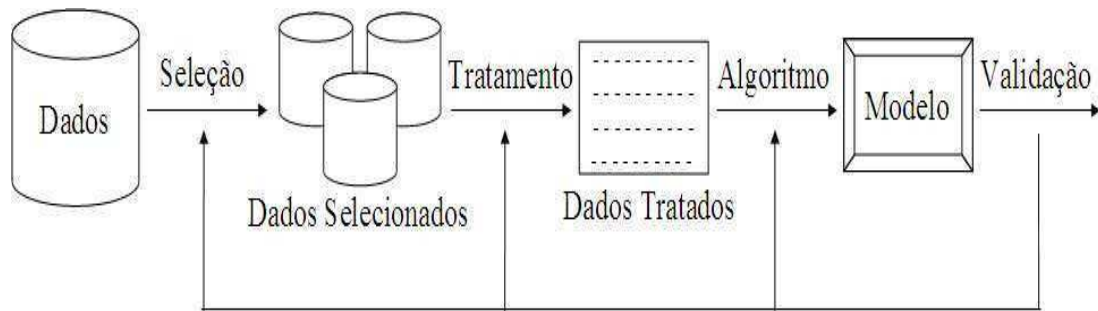 Dados
Seleção
Dados Selecionados
Tratamento
Dados Tratados
Algoritmo
Modelo
Validação